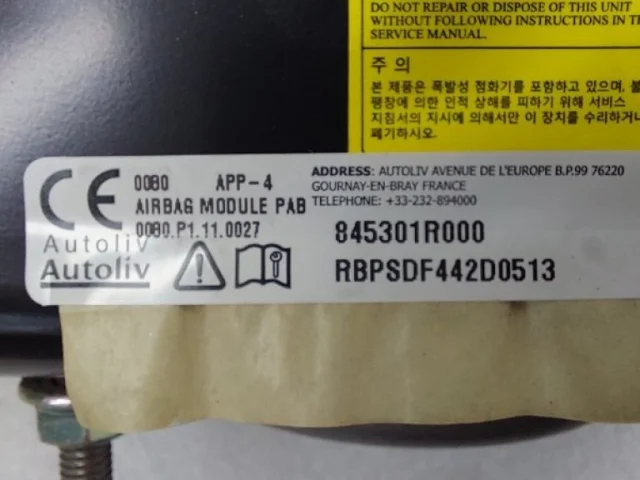 DO NOT REPAIR OR DISPOSE OF THIS UNIT
WITHOUT FOLLOWING INSTRUCTIONS IN T
SERVICE MANUAL.
주 의
본 제품은 폭발성 점화기를 포함하고 있으며, 불
팽창에 의한 인적 상해를 피하기 위해 서비스
지침서의 지시에 의해서만 이 장치를 수리하거나
폐기하십시오.
CE 0080 APP-4
AIRBAG MODULE PAB
0080.P1.11.0027
Autoliv
Autoliv
ADDRESS: AUTOLIV AVENUE DE L'EUROPE B.P.99 76220
GOURNAY-EN-BRAY FRANCE
TELEPHONE: +33-232-894000
845301R000
RBPSDF442D0513